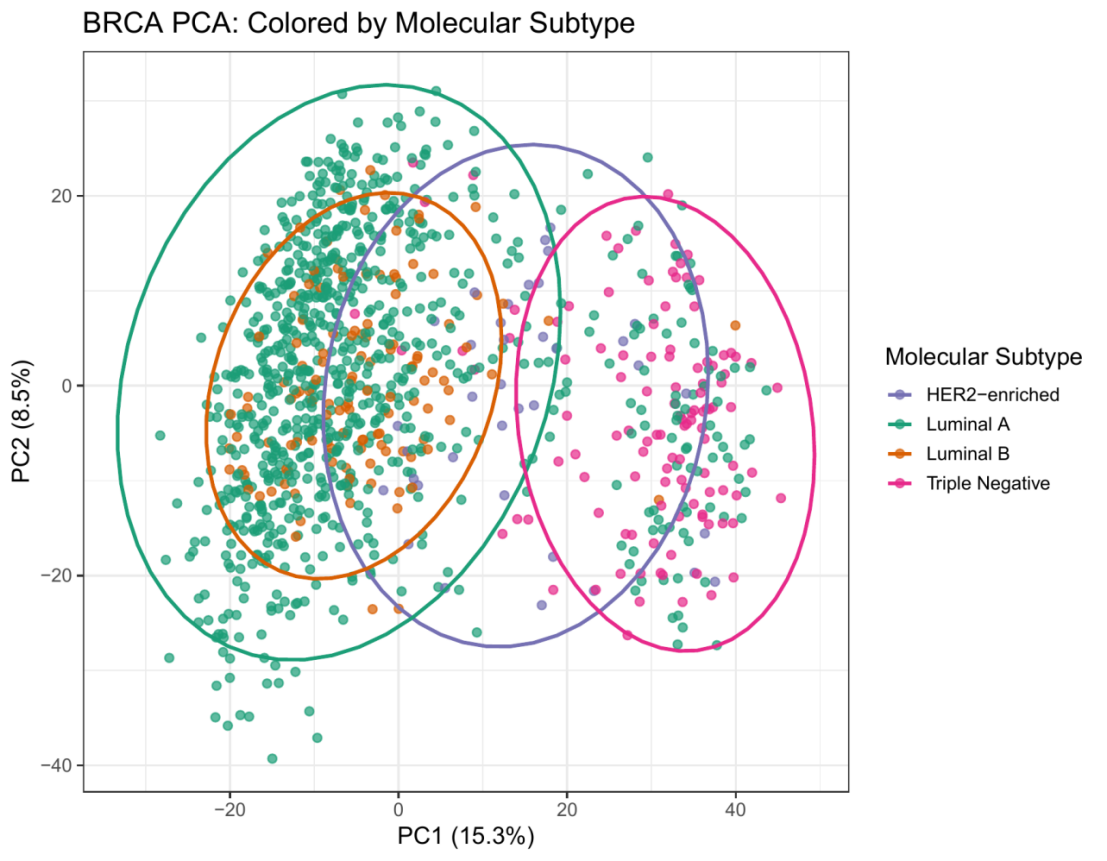 BRCA PCA: Colored by Molecular Subtype
PC2 (8.5%)
20
0
−20
−40
−20 0 20 40
PC1 (15.3%)
Molecular Subtype
HER2−enriched
Luminal A
Luminal B
Triple Negative